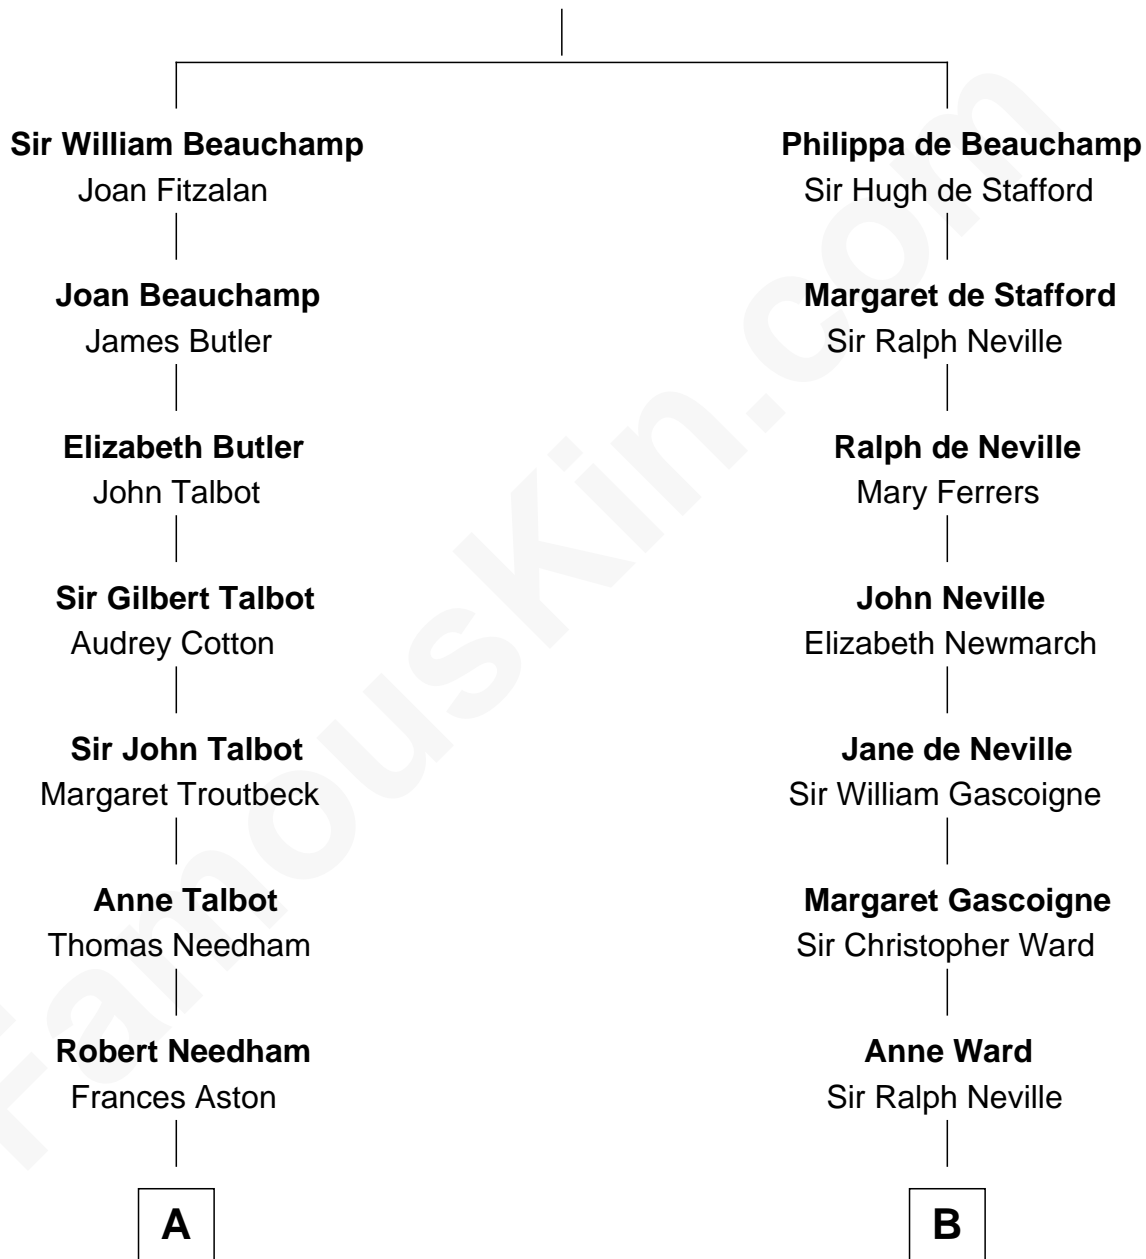 Sir William Beauchamp
Joan Fitzalan
Joan Beauchamp
James Butler
Elizabeth Butler
John Talbot
Sir Gilbert Talbot
Audrey Cotton
Sir John Talbot
Margaret Troutbeck
Anne Talbot
Thomas Needham
Robert Needham
Frances Aston
A
Philippa de Beauchamp
Sir Hugh de Stafford
Margaret de Stafford
Sir Ralph Neville
Ralph de Neville
Mary Ferrers
John Neville
Elizabeth Newmarch
Jane de Neville
Sir William Gascoigne
Margaret Gascoigne
Sir Christopher Ward
Anne Ward
Sir Ralph Neville
B
FamousKin.com